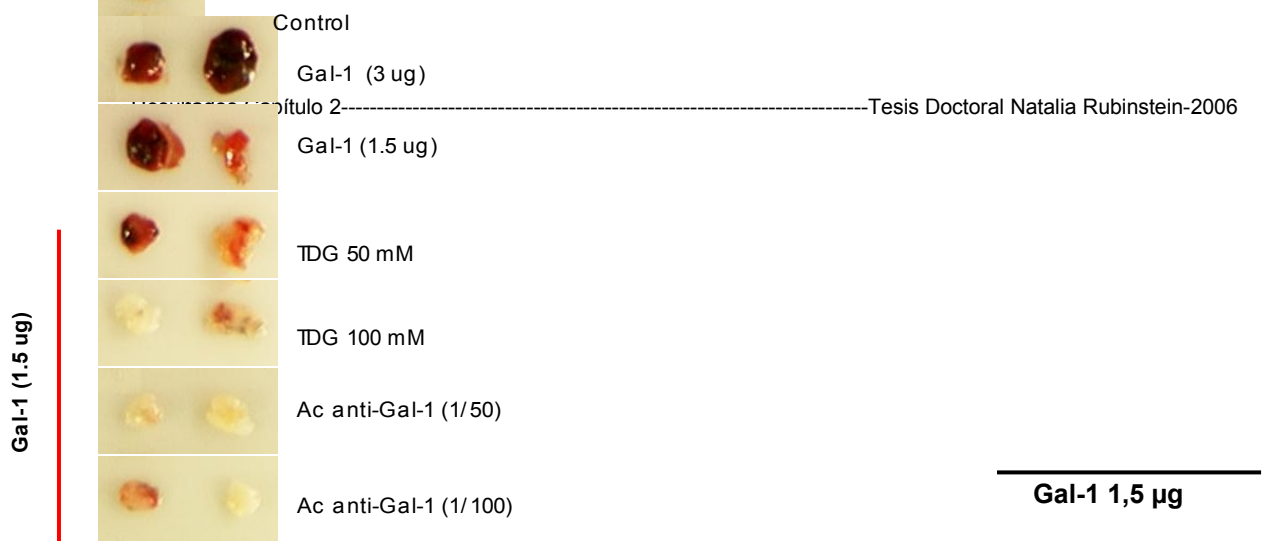 Control
Gal-1 (3 ug)
Capítulo 2---------------------------------------------------------------------------Tesis Doctoral Natalia Rubinstein-2006
Gal-1 (1.5 ug)
TDG 50 mM
TDG 100 mM
Ac anti-Gal-1 (1/50)
Ac anti-Gal-1 (1/100)
Gal-1 (1.5 ug)
Gal-1 1,5 µg